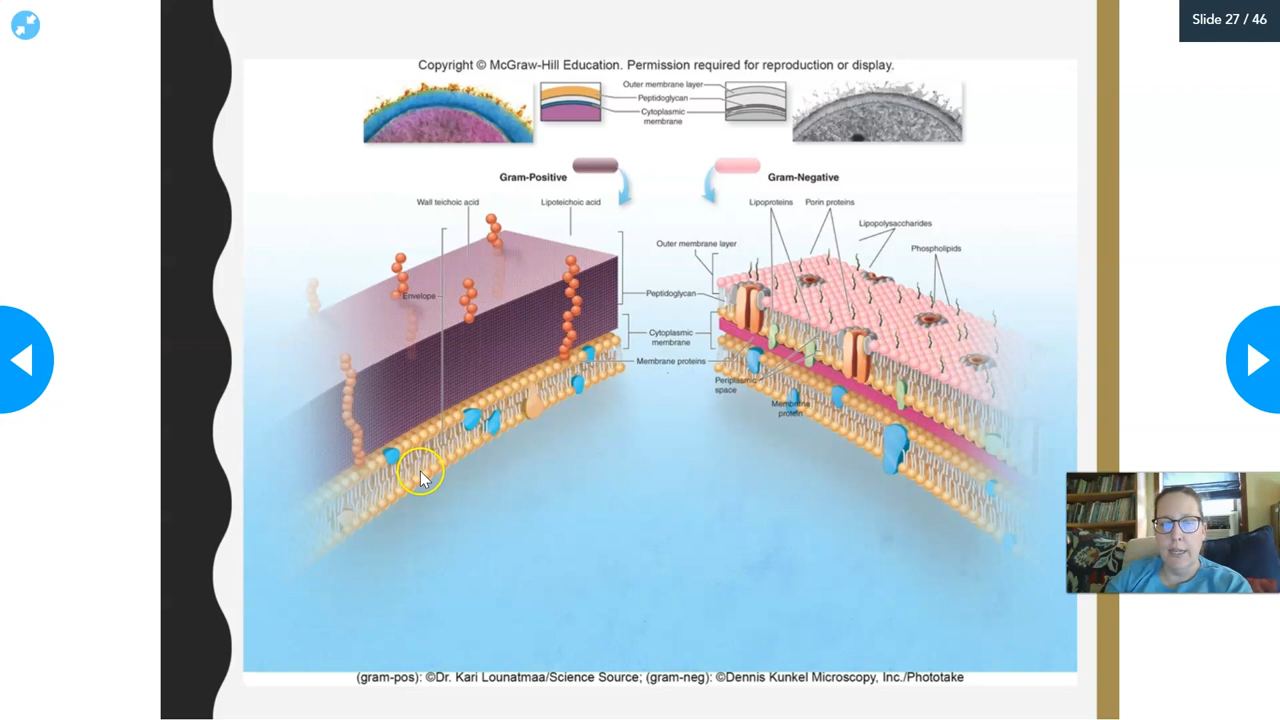 Slide 27 / 46
Copyright © McGraw-Hill Education. Permission required for reproduction or display.
Outer membrane layer
Peptidoglycan
Cytoplasmic
membrane
Gram-Positive
Gram-Negative
Wall teichoic acid
Lipoteichoic acid
Lipoproteins
Porin proteins
Lipopolysaccharides
Phospholipids
Outer membrane layer
Envelope
Peptidoglycan
Cytoplasmic
membrane
Membrane proteins
Periplasmic
space
Membrane
protein
(gram-pos): ©Dr. Kari Lounatmaa/Science Source; (gram-neg): ©Dennis Kunkel Microscopy, Inc./Phototake